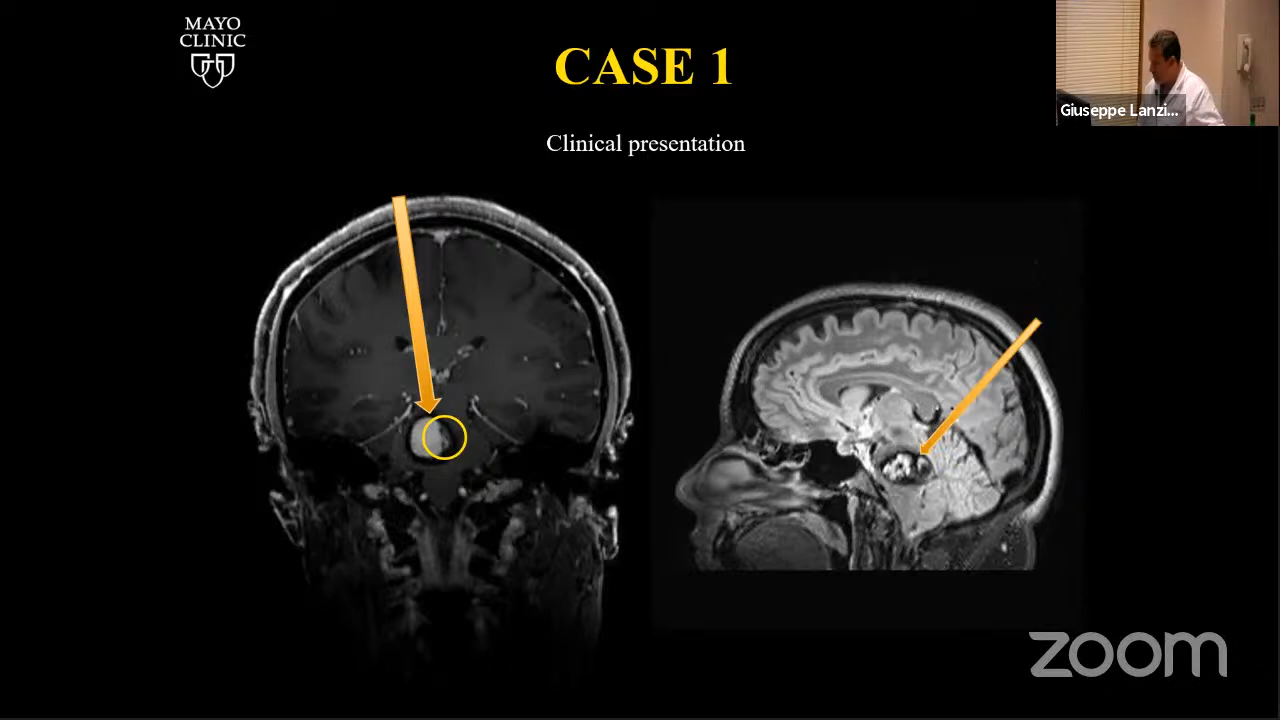 MAYO
CLINIC
CASE 1
Giuseppe Lanzi...
Clinical presentation
zoom